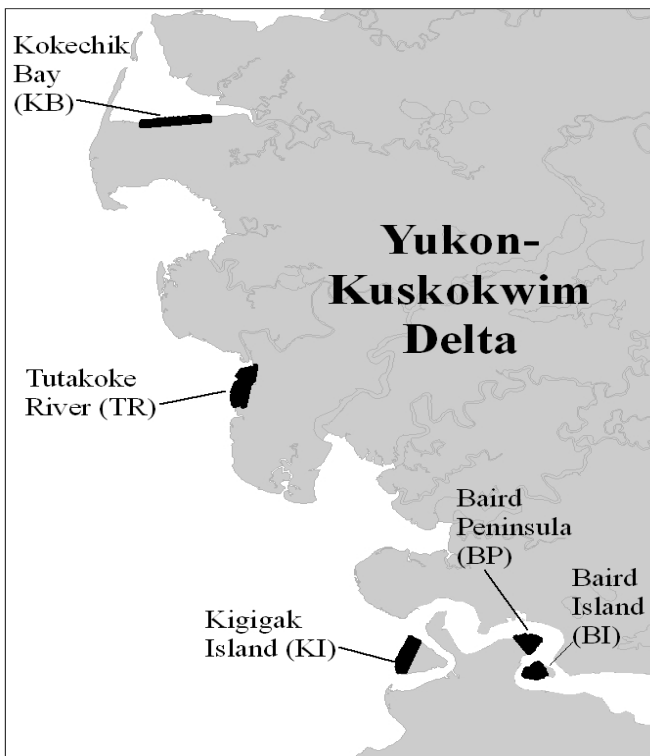 Kokechik
Bay
(KB)
Yukon-
Kuskokwim
Delta
Tutakoke
River (TR)
Baird
Peninsula
(BP)
Baird
Island
(BI)
Kigigak
Island (KI)